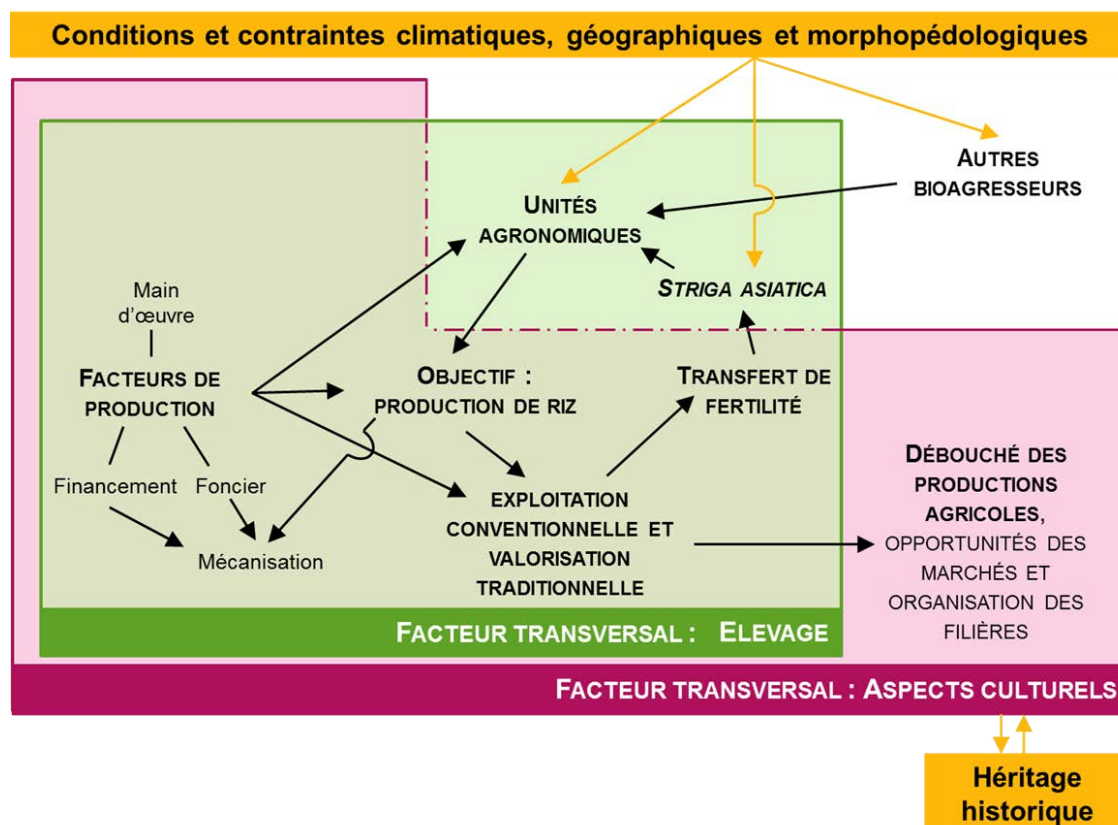 Conditions et contraintes climatiques, géographiques et morphopédologiques
AUTRES
BIOAGRESSEURS
UNITÉS
AGRONOMIQUES
STRIGA ASIATICA
Main
d'œuvre
FACTEURS DE
PRODUCTION
OBJECTIF :
PRODUCTION DE RIZ
TRANSFERT DE
FERTILITÉ
Financement
Foncier
Mécanisation
EXPLOITATION
CONVENTIONNELLE ET
VALORISATION
TRADITIONNELLE
DÉBOUCHÉ DES
PRODUCTIONS
AGRICOLES,
OPPORTUNITÉS DES
MARCHÉS ET
ORGANISATION DES
FILIÈRES
FACTEUR TRANSVERSAL : ELEVAGE
FACTEUR TRANSVERSAL : ASPECTS CULTURELS
Héritage
historique